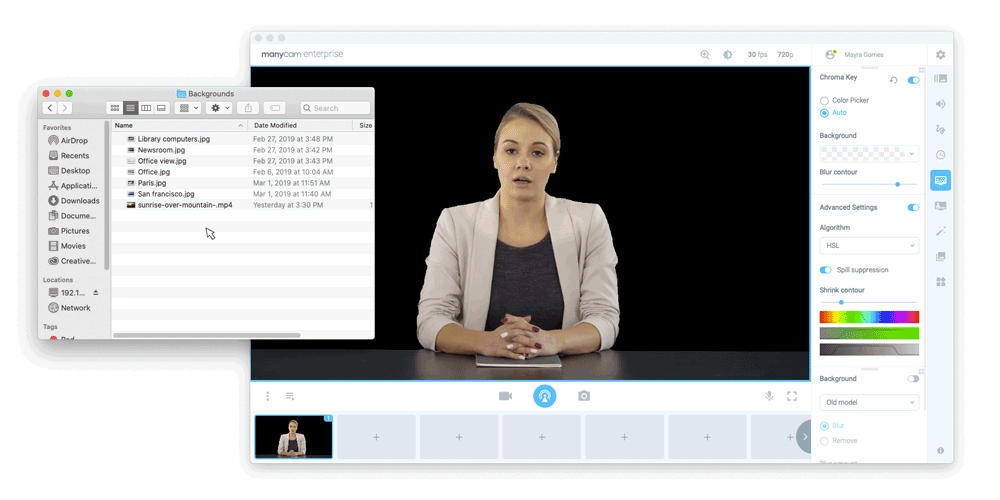 manycam enterprise
30 fps
720p
Mayra Gomes
Backgrounds
Search
Favorites
AirDrop
Recents
Desktop
Applicati...
Downloads
Docume...
Pictures
Movies
Creative...
Locations
192.1...
Network
Tags
Name
Date Modified
Size
Library computers.jpg
Feb 27, 2019 at 3:48 PM
Newsroom.jpg
Feb 27, 2019 at 3:42 PM
Office view.jpg
Feb 27, 2019 at 3:43 PM
Office.jpg
Feb 6, 2019 at 10:04 AM
Paris.jpg
Mar 1, 2019 at 11:51 AM
San francisco.jpg
Mar 1, 2019 at 11:40 AM
sunrise-over-mountain-.mp4
Yesterday at 3:30 PM
1
Chroma Key
Color Picker
Auto
Background
Blur contour
Advanced Settings
Algorithm
HSL
Spill suppression
Shrink contour
Background
Old model
Blur
Remove
1